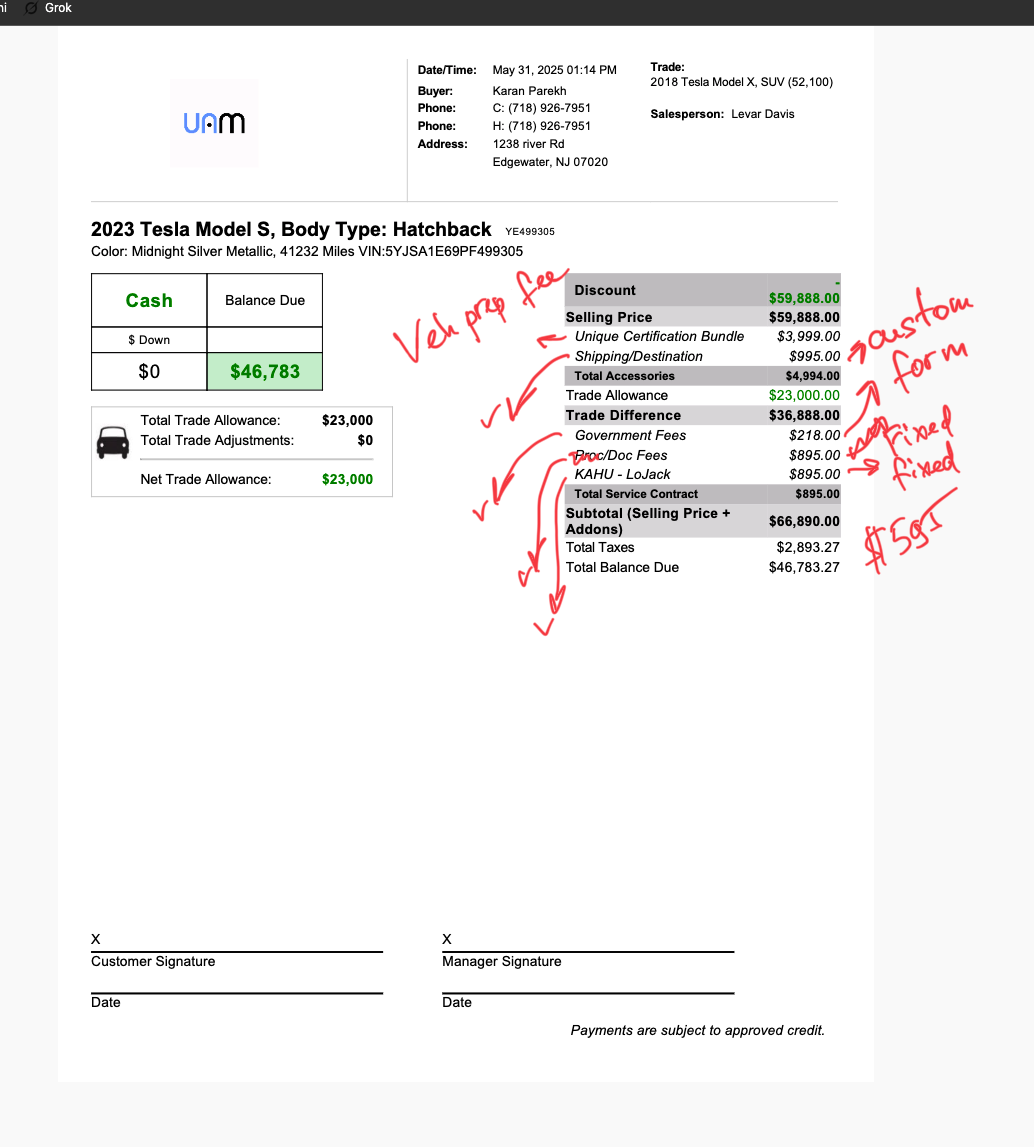 Grok
UAM
Date/Time: May 31, 2025 01:14 PM
Buyer: Karan Parekh
Phone: C: (718) 926-7951
Phone: H: (718) 926-7951
Address: 1238 river Rd
Edgewater, NJ 07020
Trade:
2018 Tesla Model X, SUV (52,100)
Salesperson: Levar Davis
2023 Tesla Model S, Body Type: Hatchback YE499305
Color: Midnight Silver Metallic, 41232 Miles VIN:5YJSA1E69PF499305
Cash Balance Due
$ Down
$0 $46,783
Total Trade Allowance: $23,000
Total Trade Adjustments: $0
Net Trade Allowance: $23,000
Veh prep fee
Discount -$59,888.00
Selling Price $59,888.00
Unique Certification Bundle $3,999.00
Shipping/Destination $995.00
Total Accessories $4,994.00
Trade Allowance $23,000.00
Trade Difference $36,888.00
Government Fees $218.00
Proc/Doc Fees $895.00
KAHU - LoJack $895.00
Total Service Contract $895.00
Subtotal (Selling Price +
Addons) $66,890.00
Total Taxes $2,893.27
Total Balance Due $46,783.27
custom
form
fixed
fixed
$595
X
Customer Signature
Date
X
Manager Signature
Date
Payments are subject to approved credit.